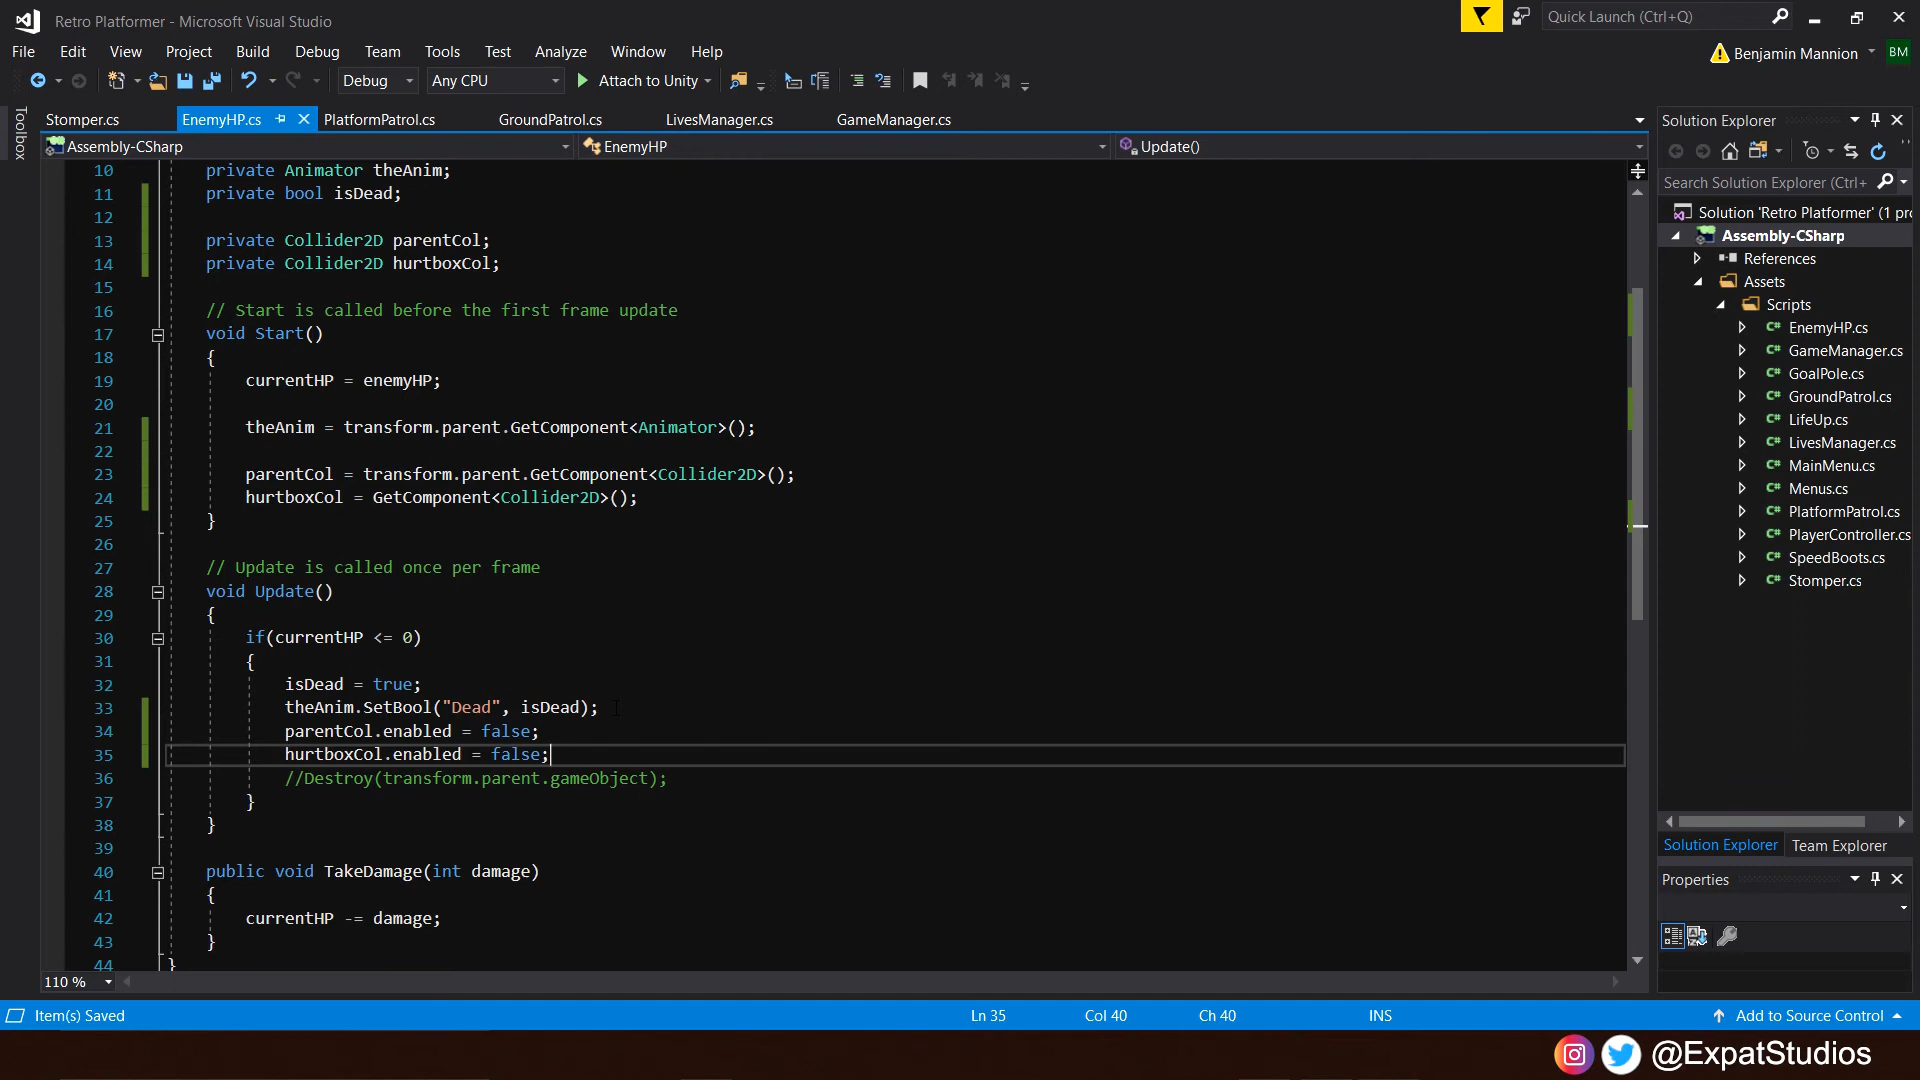 Retro Platformer - Microsoft Visual Studio
Quick Launch (Ctrl+Q)
File Edit View Project Build Debug Team Tools Test Analyze Window Help
Benjamin Mannion BM
Debug Any CPU Attach to Unity
Toolbox
Stomper.cs EnemyHP.cs PlatformPatrol.cs GroundPatrol.cs LivesManager.cs GameManager.cs
Assembly-CSharp EnemyHP Update()
10 private Animator theAnim;
11 private bool isDead;
12
13 private Collider2D parentCol;
14 private Collider2D hurtboxCol;
15
16 // Start is called before the first frame update
17 void Start()
18 {
19 currentHP = enemyHP;
20
21 theAnim = transform.parent.GetComponent<Animator>();
22
23 parentCol = transform.parent.GetComponent<Collider2D>();
24 hurtboxCol = GetComponent<Collider2D>();
25 }
26
27 // Update is called once per frame
28 void Update()
29 {
30 if(currentHP <= 0)
31 {
32 isDead = true;
33 theAnim.SetBool("Dead", isDead);
34 parentCol.enabled = false;
35 hurtboxCol.enabled = false;
36 //Destroy(transform.parent.gameObject);
37 }
38 }
39
40 public void TakeDamage(int damage)
41 {
42 currentHP -= damage;
43 }
44 }
110 %
Solution Explorer
Search Solution Explorer (Ctrl+
Solution 'Retro Platformer' (1 pr
Assembly-CSharp
References
Assets
Scripts
C# EnemyHP.cs
C# GameManager.cs
C# GoalPole.cs
C# GroundPatrol.cs
C# LifeUp.cs
C# LivesManager.cs
C# MainMenu.cs
C# Menus.cs
C# PlatformPatrol.cs
C# PlayerController.cs
C# SpeedBoots.cs
C# Stomper.cs
Solution Explorer Team Explorer
Properties
Item(s) Saved Ln 35 Col 40 Ch 40 INS Add to Source Control
@ExpatStudios